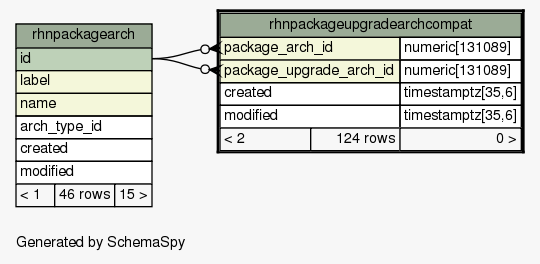 rhnpackagearch
id
label
name
arch_type_id
created
modified
< 1 46 rows 15 >
rhnpackageupgradearchcompat
package_arch_id numeric[131089]
package_upgrade_arch_id numeric[131089]
created timestamptz[35,6]
modified timestamptz[35,6]
< 2 124 rows 0 >
Generated by SchemaSpy